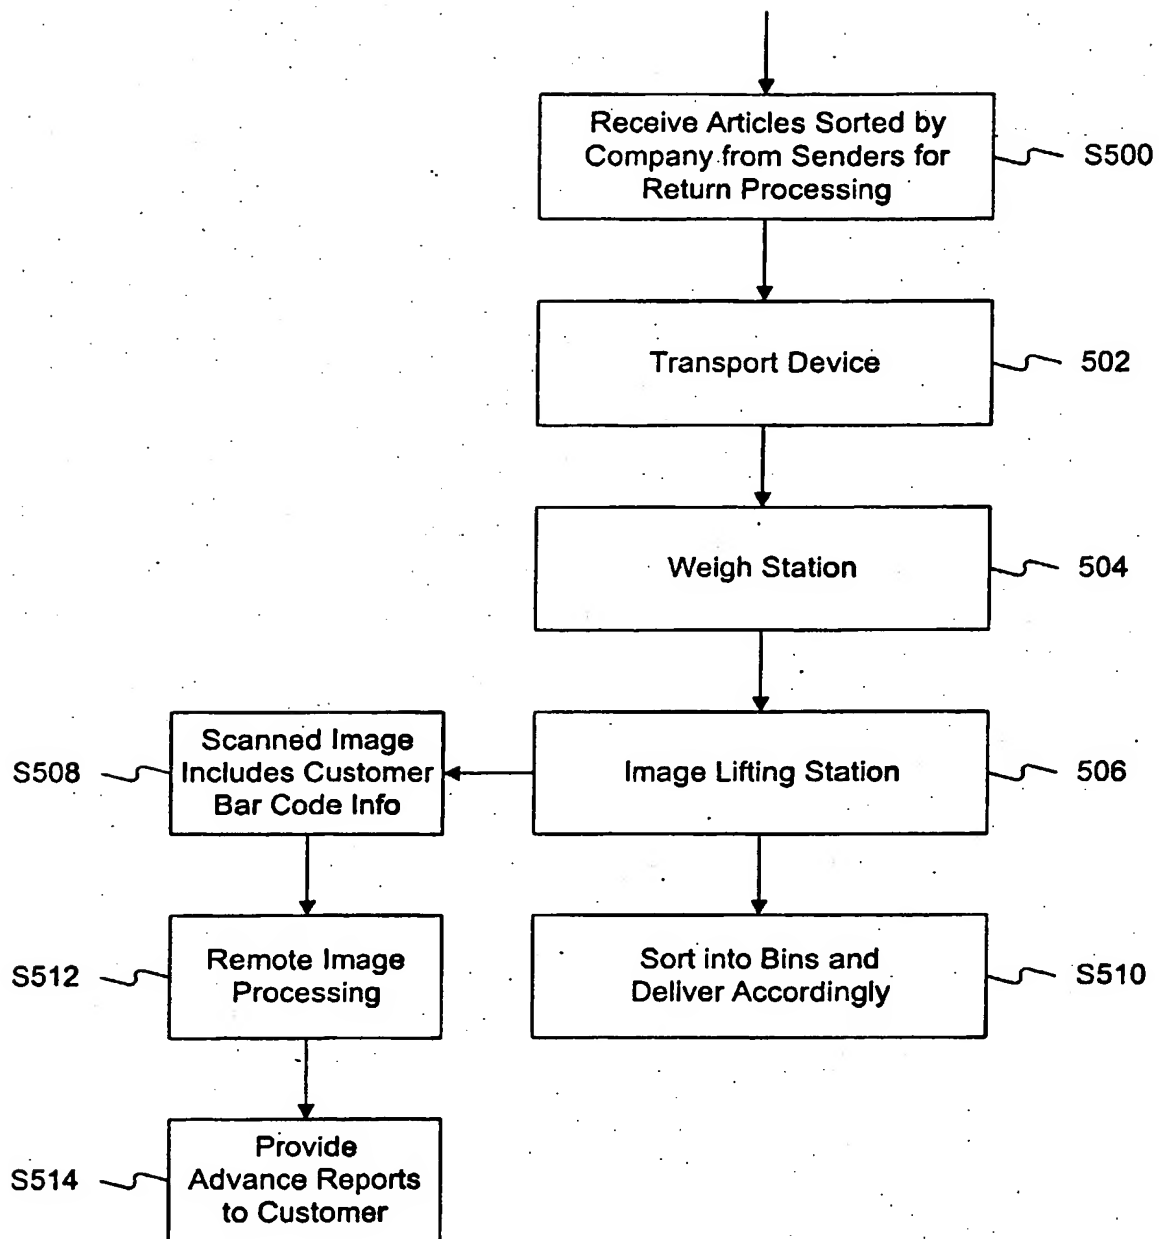 Receive Articles Sorted by
Company from Senders for
Return Processing
S500
Transport Device
502
Weigh Station
504
Scanned Image
Includes Customer
Bar Code Info
S508
Image Lifting Station
506
Remote Image
Processing
S512
Sort into Bins and
Deliver Accordingly
S510
Provide
Advance Reports
to Customer
S514